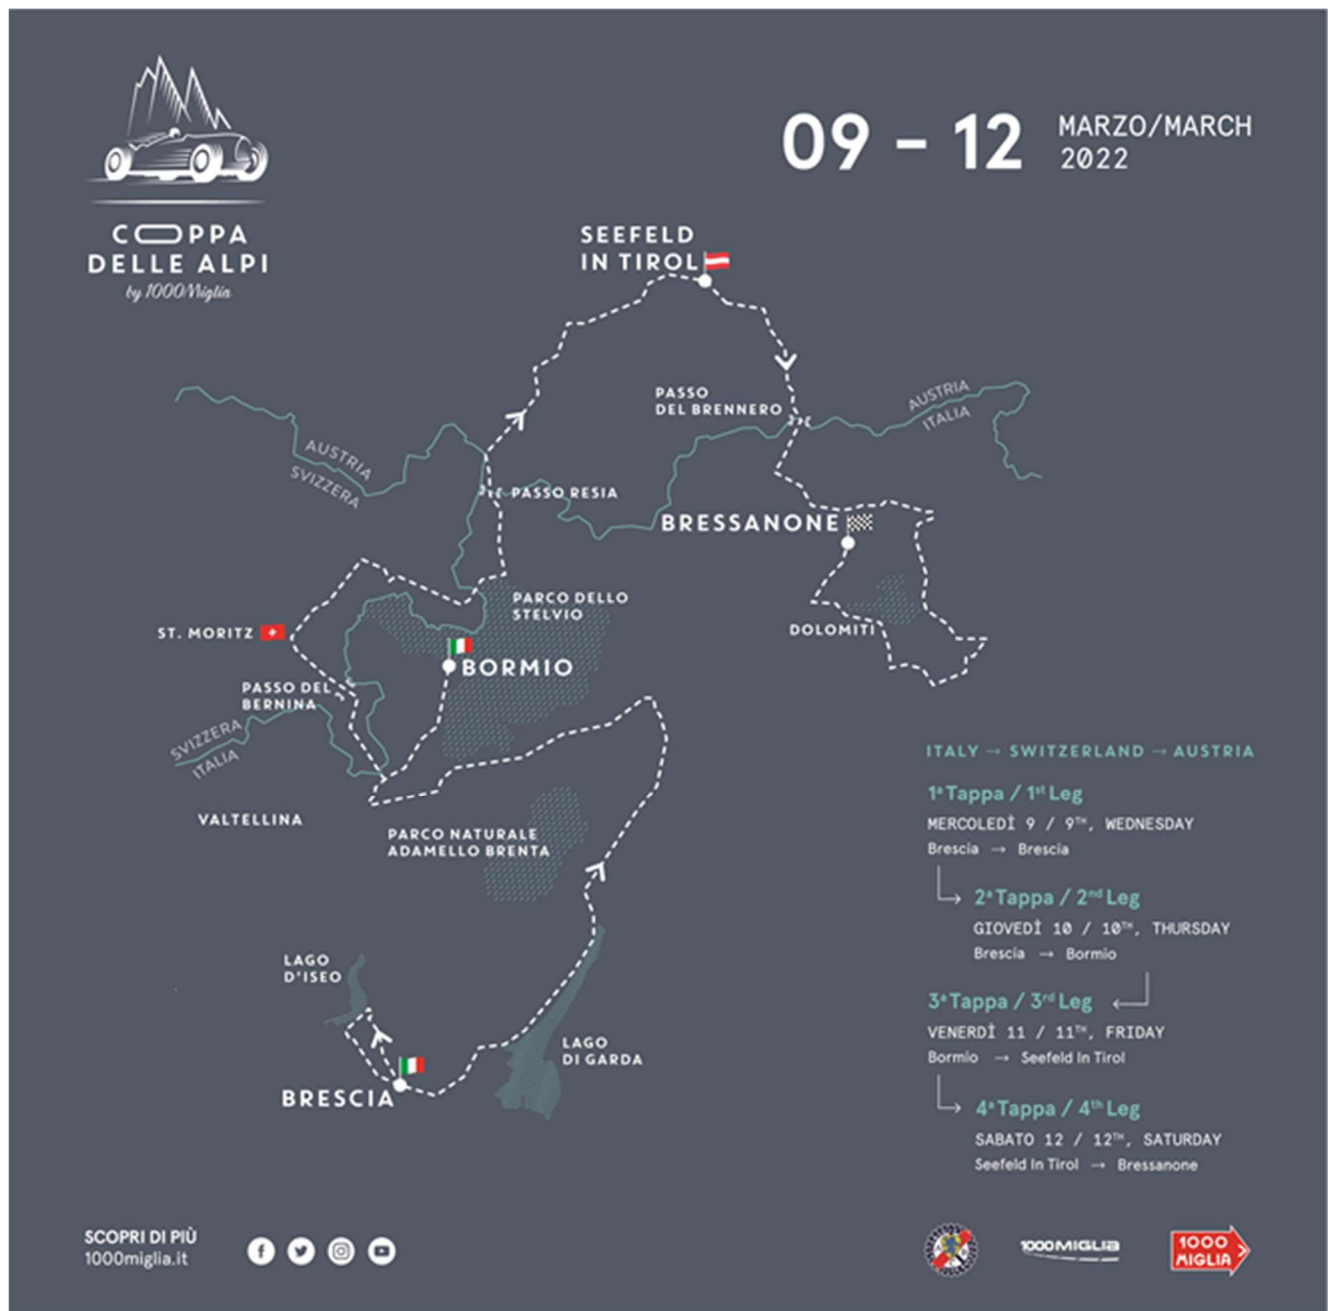 COPPA
DELLE ALPI
by 1000Miglia
09 - 12
MARZO/MARCH
2022
SEEFELD
IN TIROL
PASSO
DEL BRENNERO
AUSTRIA
ITALIA
AUSTRIA
SVIZZERA
PASSO RESIA
BRESSANONE
PARCO DELLO
STELVIO
ST. MORITZ
DOLOMITI
BORMIO
PASSO DEL
BERNINA
SVIZZERA
ITALIA
VALTELLINA
PARCO NATURALE
ADAMELLO BRENTA
LAGO
D'ISEO
LAGO
DI GARDA
BRESCIA
ITALY → SWITZERLAND → AUSTRIA
1ª Tappa / 1st Leg
MERCOLEDÌ 9 / 9TH, WEDNESDAY
Brescia → Brescia
2ª Tappa / 2nd Leg
GIOVEDÌ 10 / 10TH, THURSDAY
Brescia → Bormio
3ª Tappa / 3rd Leg
VENERDÌ 11 / 11TH, FRIDAY
Bormio → Seefeld In Tirol
4ª Tappa / 4th Leg
SABATO 12 / 12TH, SATURDAY
Seefeld In Tirol → Bressanone
SCOPRI DI PIÙ
1000miglia.it
1000 MIGLIA
1000
MIGLIA